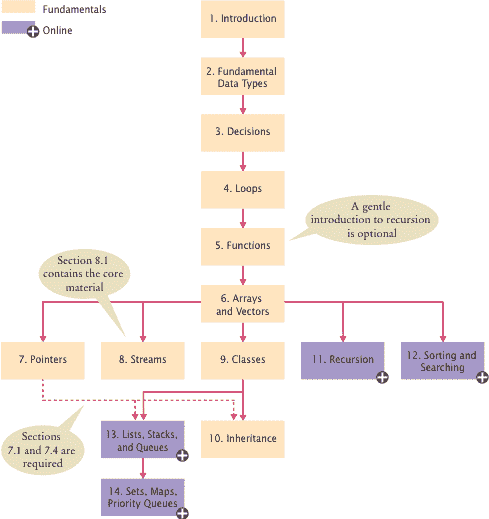 Fundamentals
Online
1. Introduction
2. Fundamental
Data Types
3. Decisions
4. Loops
A gentle
introduction to recursion
is optional
5. Functions
Section 8.1
contains the core
material
6. Arrays
and Vectors
7. Pointers
8. Streams
9. Classes
11. Recursion
12. Sorting and
Searching
Sections
7.1 and 7.4 are
required
13. Lists, Stacks,
and Queues
10. Inheritance
14. Sets, Maps,
Priority Queues